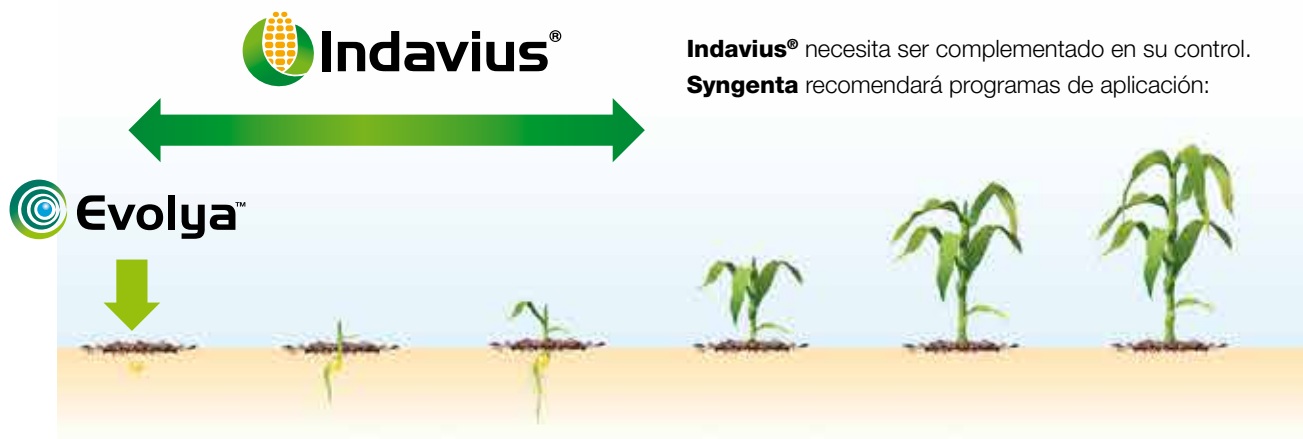 Indavius®
Indavius® necesita ser complementado en su control.
Syngenta recomendará programas de aplicación:
Evolya™